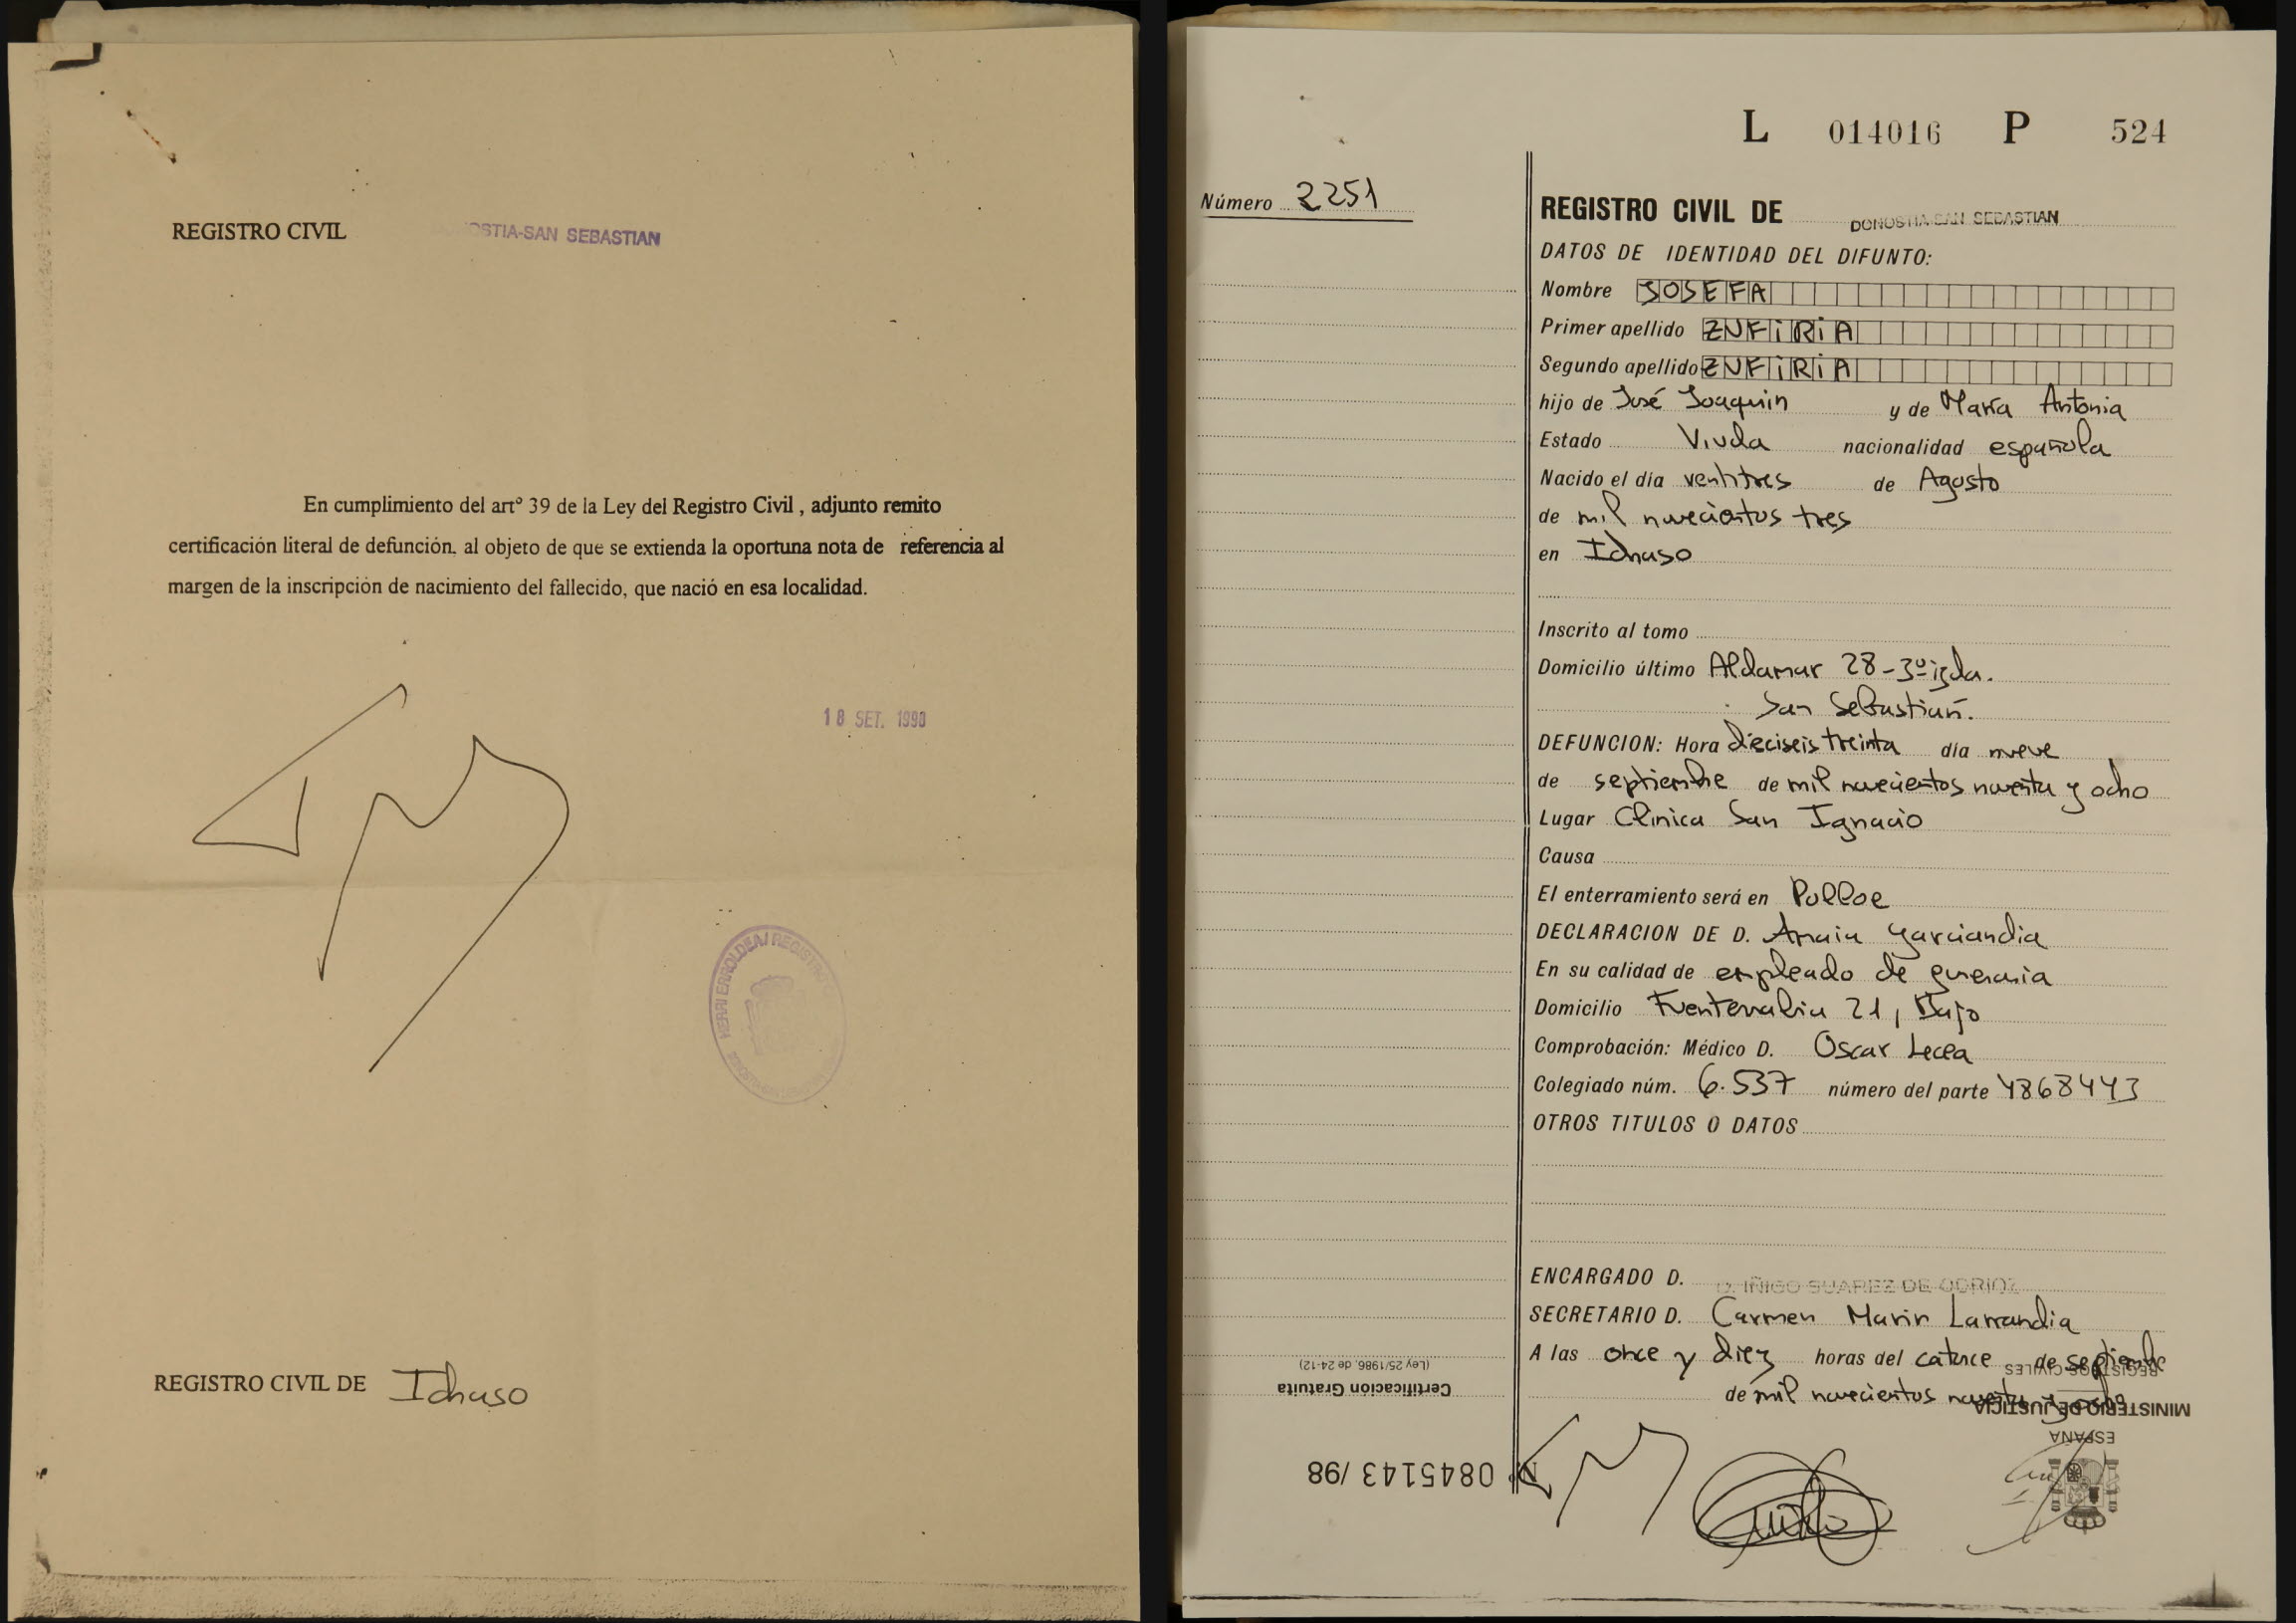 REGISTRO CIVIL DONOSTIA-SAN SEBASTIAN
En cumplimiento del artº 39 de la Ley del Registro Civil , adjunto remito
certificación literal de defunción. al objeto de que se extienda la oportuna nota de referencia al
margen de la inscripción de nacimiento del fallecido, que nació en esa localidad.
18 SET. 1998
HERRI ERROLDEA / REGISTRO
REGISTRO CIVIL DE Ichaso
L 014016 P 524
Número 2251
REGISTRO CIVIL DE DONOSTIA-SAN SEBASTIAN
DATOS DE IDENTIDAD DEL DIFUNTO:
Nombre JOSEFA
Primer apellido ZUFIRIA
Segundo apellido ZUFIRIA
hijo de José Joaquin y de María Antonia
Estado Viuda nacionalidad española
Nacido el día ventitres de Agosto
de mil novecientos tres
en Ichaso
Inscrito al tomo
Domicilio último Aldamar 28-3º izda.
San Sebastián.
DEFUNCION: Hora dieciseis treinta día nueve
de septiembre de mil novecientos noventa y ocho
Lugar Clinica San Ignacio
Causa
El enterramiento será en Polloe
DECLARACION DE D. Garciandia
En su calidad de empleado de funeraria
Domicilio Fuenterrabia 21, Bajo
Comprobación: Médico D. Oscar Lecea
Colegiado núm. 6.537 número del parte 4868443
OTROS TITULOS O DATOS
ENCARGADO D. D. IÑIGO SUAREZ DE ODRIOZ
SECRETARIO D. Carmen Marin Larrandia
A las once y diez horas del catorce de septiembre
de mil novecientos noventa y ocho
(Ley 25/1986, de 24-12)
Certificación Gratuita
Nº 0845143 /98
REGISTROS CIVILES
MINISTERIO DE JUSTICIA
ESPAÑA